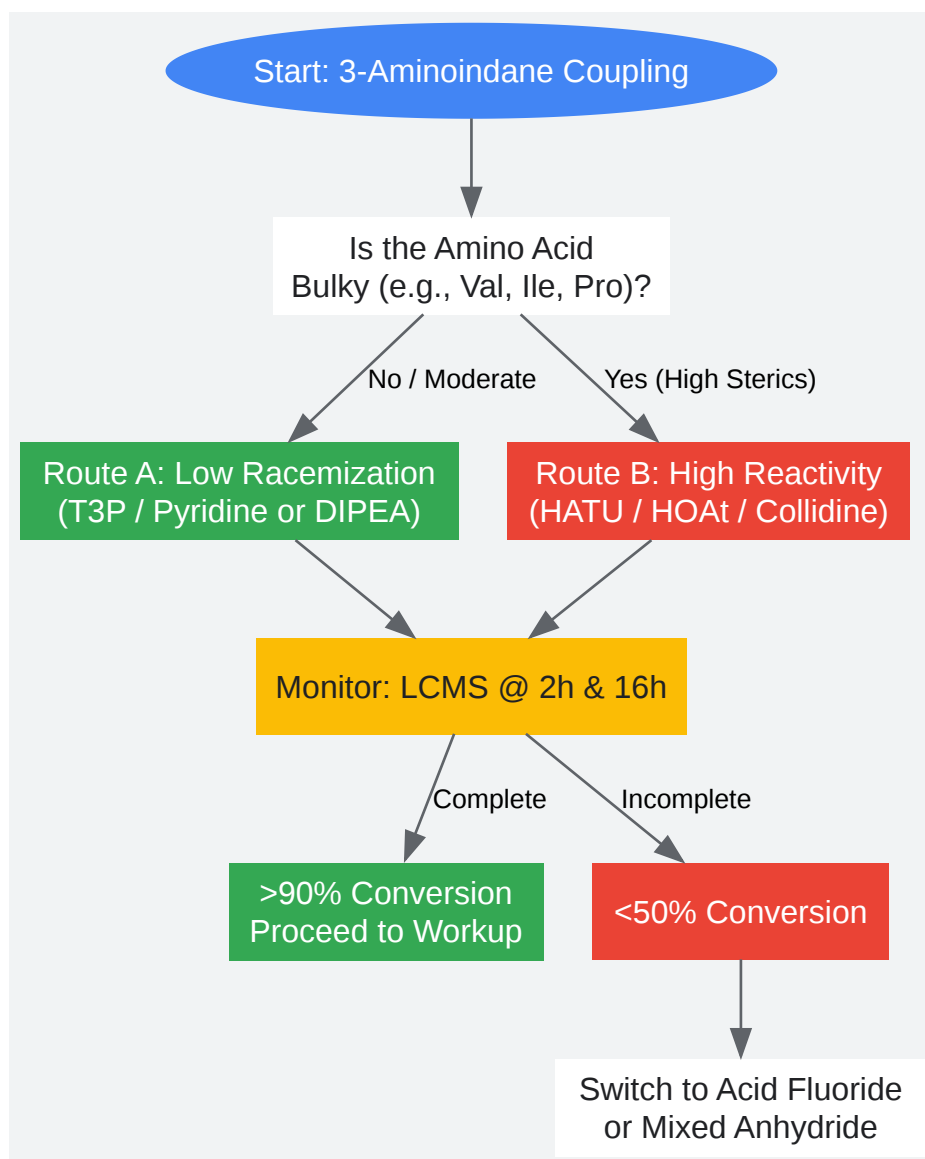 Start: 3-Aminoindane Coupling
Is the Amino Acid
Bulky (e.g., Val, Ile, Pro)?
No / Moderate
Yes (High Sterics)
Route A: Low Racemization
(T3P / Pyridine or DIPEA)
Route B: High Reactivity
(HATU / HOAt / Collidine)
Monitor: LCMS @ 2h & 16h
Complete
Incomplete
>90% Conversion
Proceed to Workup
<50% Conversion
Switch to Acid Fluoride
or Mixed Anhydride